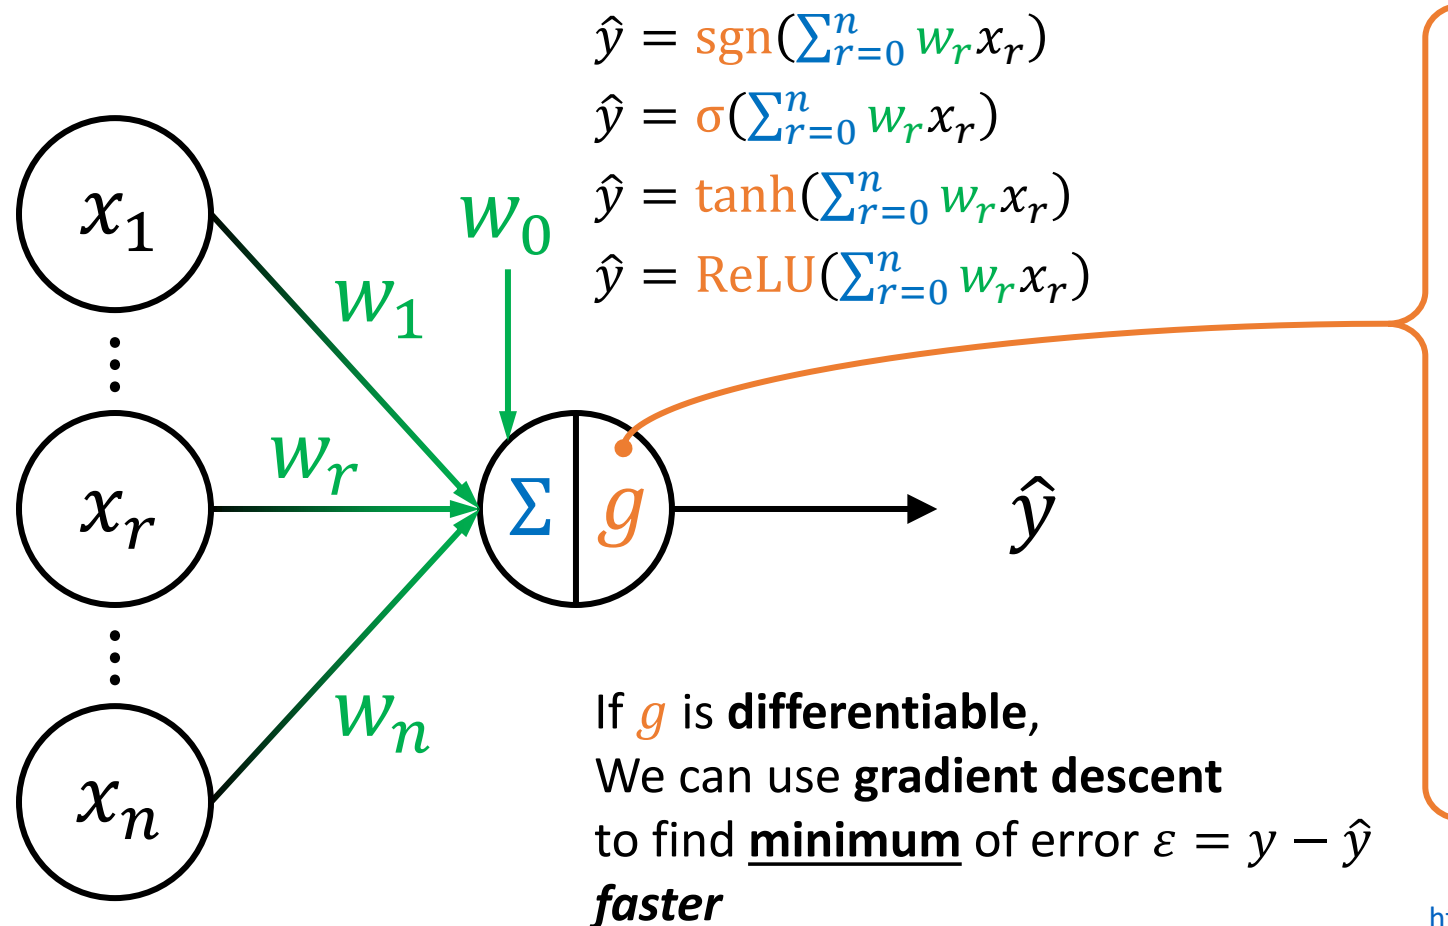 ŷ = sgn(∑ⁿᵣ₌₀ wᵣxᵣ)
ŷ = σ(∑ⁿᵣ₌₀ wᵣxᵣ)
ŷ = tanh(∑ⁿᵣ₌₀ wᵣxᵣ)
ŷ = ReLU(∑ⁿᵣ₌₀ wᵣxᵣ)
x₁
w₀
w₁
⋮
wᵣ
xᵣ
Σ g
ŷ
⋮
wₙ
xₙ
If g is differentiable,
We can use gradient descent
to find minimum of error ε = y − ŷ
faster